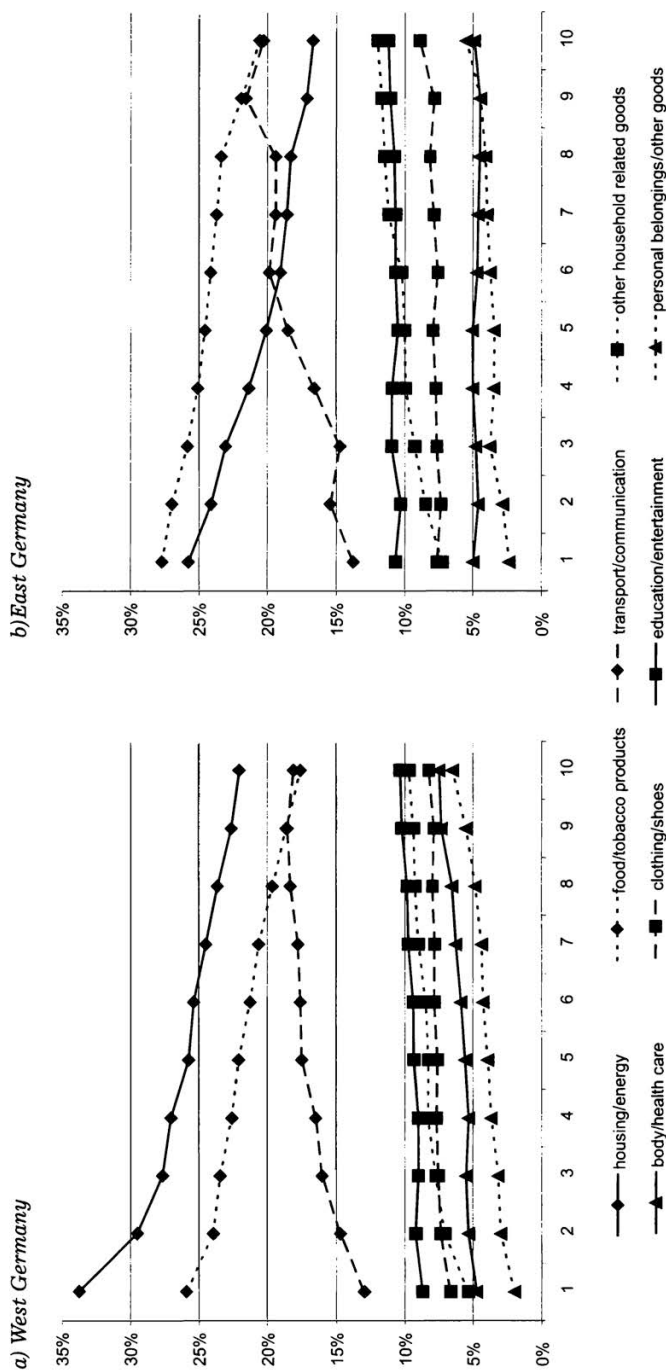 a) West Germany
35%
30%
25%
20%
15%
10%
5%
0%
1 2 3 4 5 6 7 8 9 10
b)East Germany
35%
30%
25%
20%
15%
10%
5%
0%
1 2 3 4 5 6 7 8 9 10
housing/energy food/tobacco products transport/communication other household related goods
body/health care clothing/shoes education/entertainment personal belongings/other goods